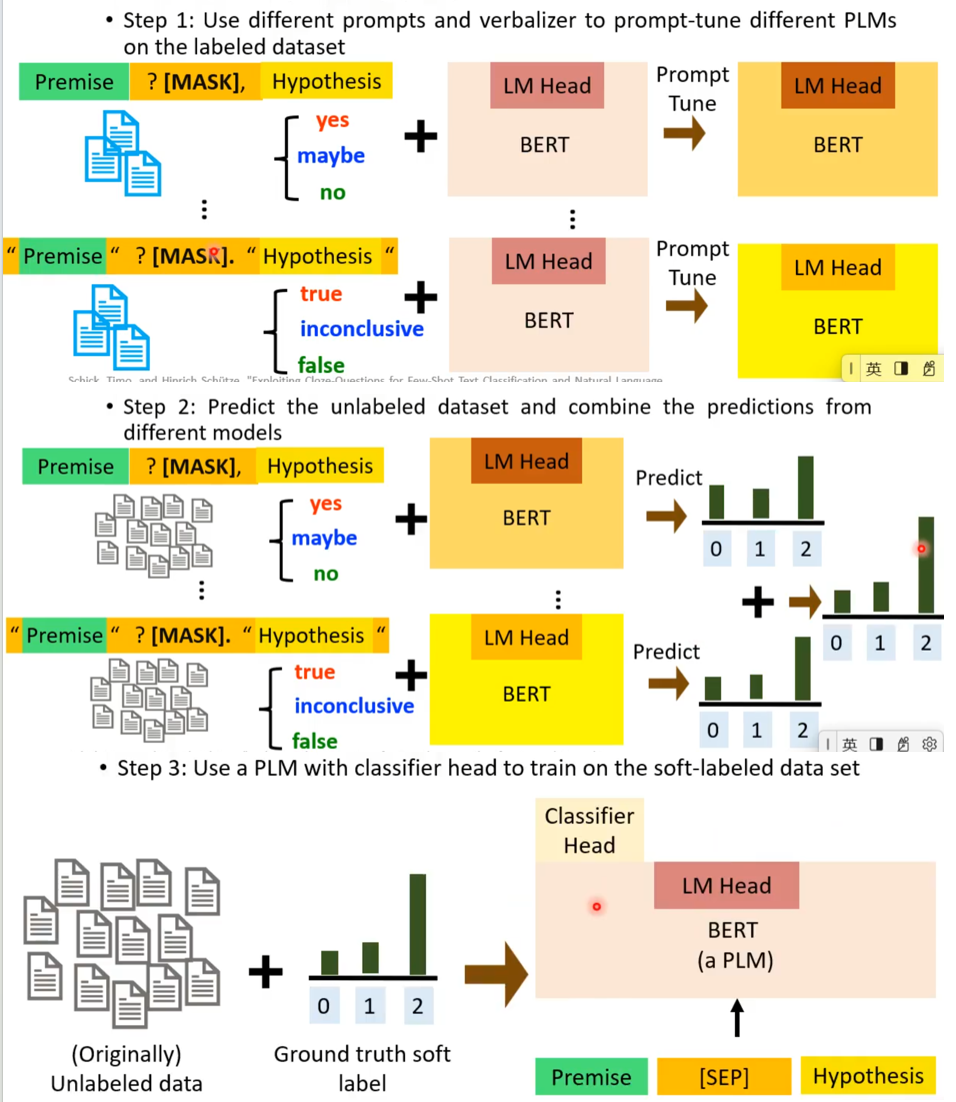 • Step 1: Use different prompts and verbalizer to prompt-tune different PLMs
on the labeled dataset
Premise ? [MASK], Hypothesis
LM Head
BERT
Prompt
Tune
LM Head
BERT
yes
maybe
no
“ Premise “ ? [MASK]. “ Hypothesis “
LM Head
BERT
Prompt
Tune
LM Head
BERT
true
inconclusive
false
英
Schick, Timo, and Hinrich Schütze. "Exploiting Cloze-Questions for Few-Shot Text Classification and Natural Language
• Step 2: Predict the unlabeled dataset and combine the predictions from
different models
Premise ? [MASK], Hypothesis
LM Head
BERT
Predict
yes
maybe
no
0 1 2
“ Premise “ ? [MASK]. “ Hypothesis “
LM Head
BERT
Predict
0 1 2
true
inconclusive
false
0 1 2
英
• Step 3: Use a PLM with classifier head to train on the soft-labeled data set
Classifier
Head
LM Head
BERT
(a PLM)
0 1 2
(Originally)
Unlabeled data
Ground truth soft
label
Premise [SEP] Hypothesis